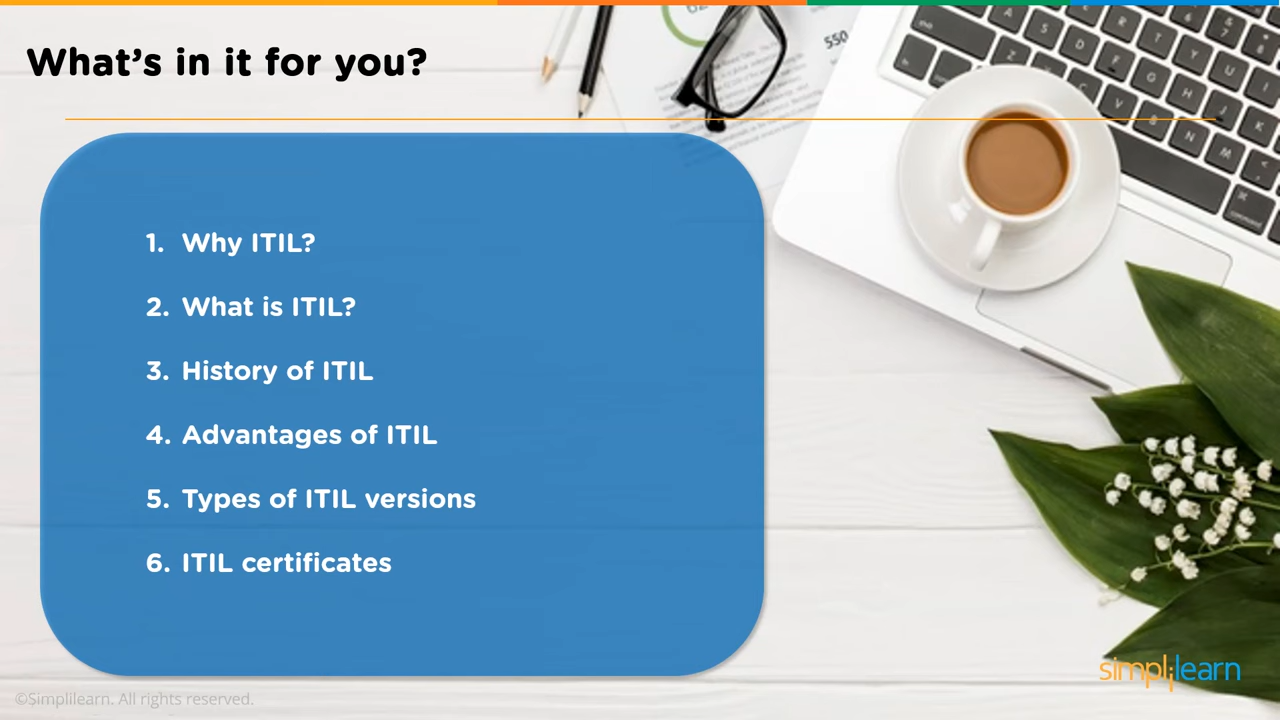 What's in it for you?
550
1. Why ITIL?
2. What is ITIL?
3. History of ITIL
4. Advantages of ITIL
5. Types of ITIL versions
6. ITIL certificates
simplilearn
©Simplilearn. All rights reserved.